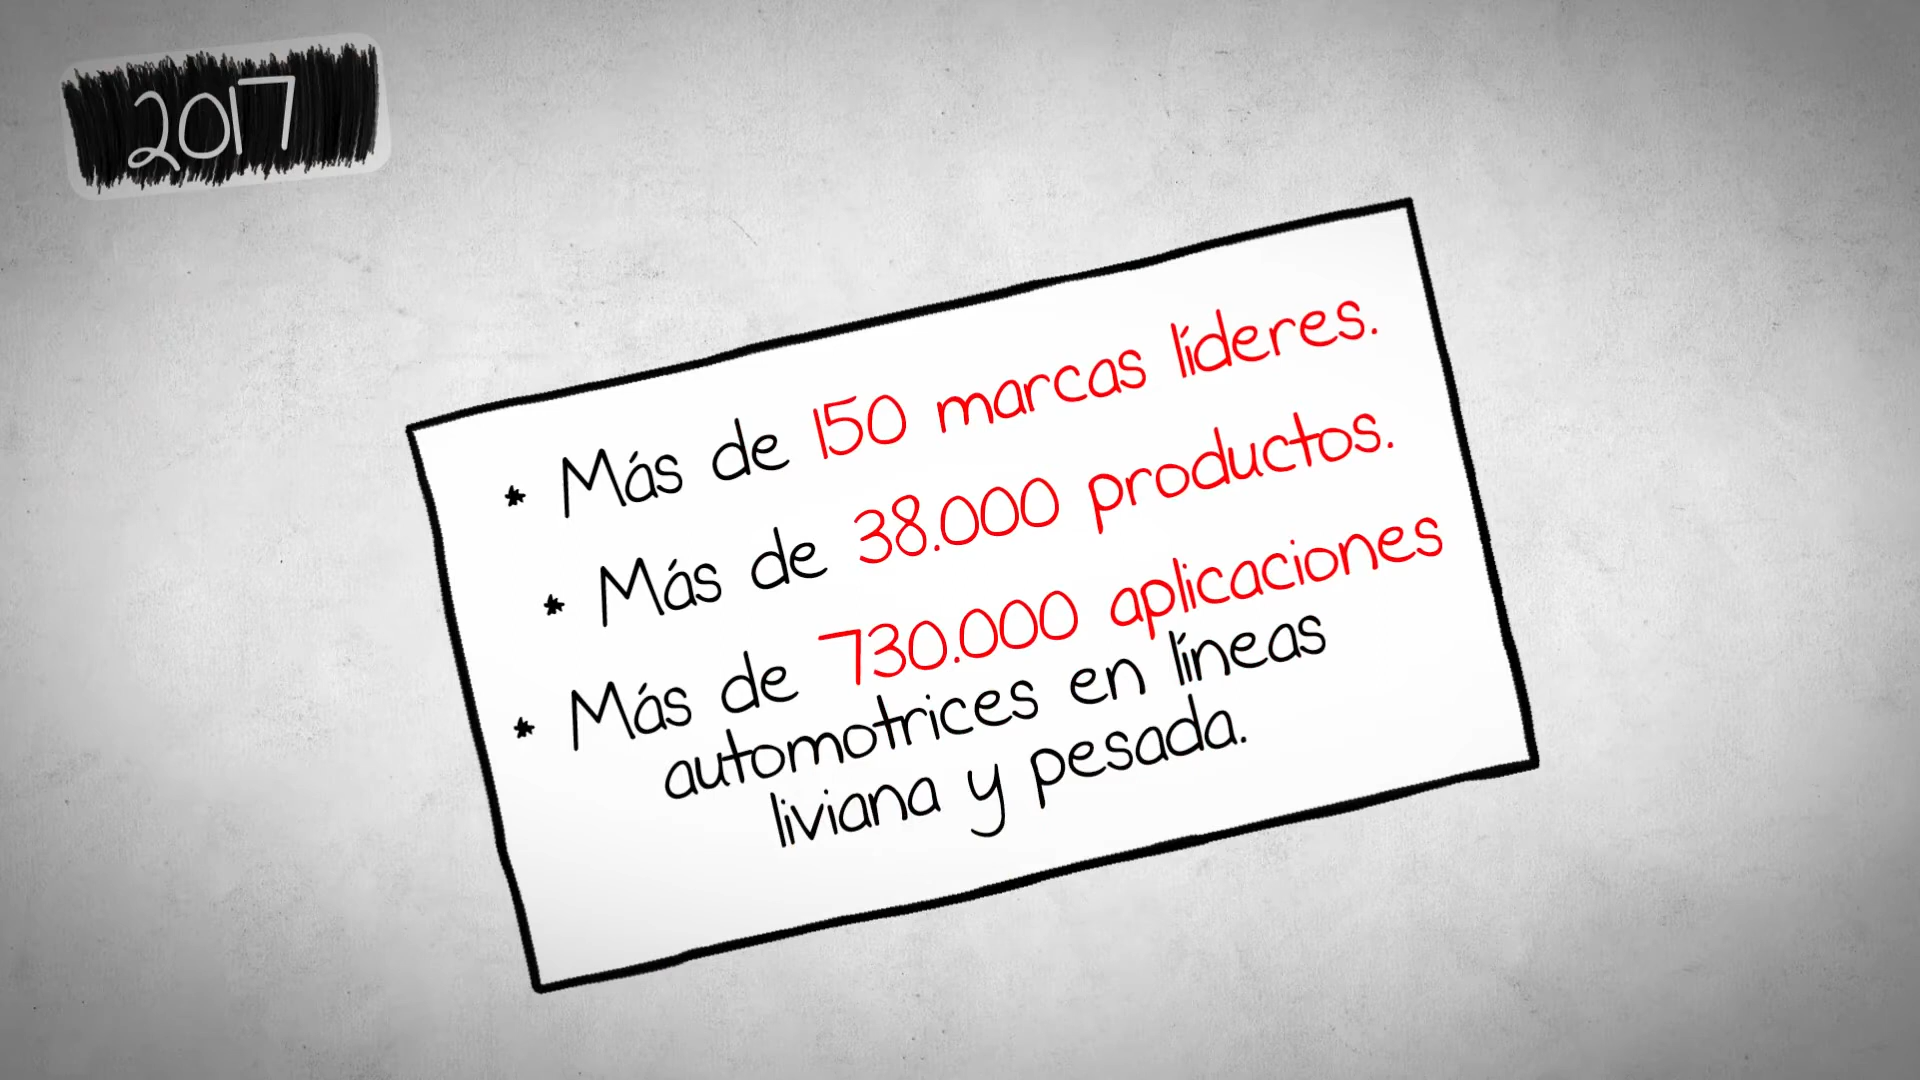 2017
* Más de 150 marcas líderes.
* Más de 38.000 productos.
* Más de 730.000 aplicaciones
automotrices en líneas
liviana y pesada.